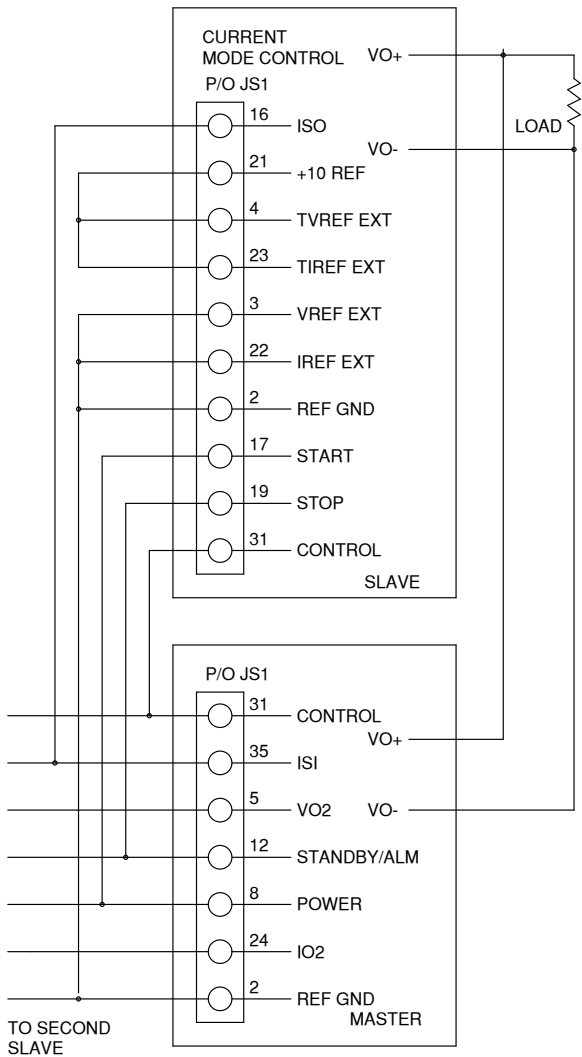 CURRENT
MODE CONTROL
VO+
P/O JS1
16
ISO
LOAD
VO-
21
+10 REF
4
TVREF EXT
23
TIREF EXT
3
VREF EXT
22
IREF EXT
2
REF GND
17
START
19
STOP
31
CONTROL
SLAVE
P/O JS1
31
CONTROL
VO+
35
ISI
5
VO2
VO-
12
STANDBY/ALM
8
POWER
24
IO2
2
REF GND
MASTER
TO SECOND
SLAVE